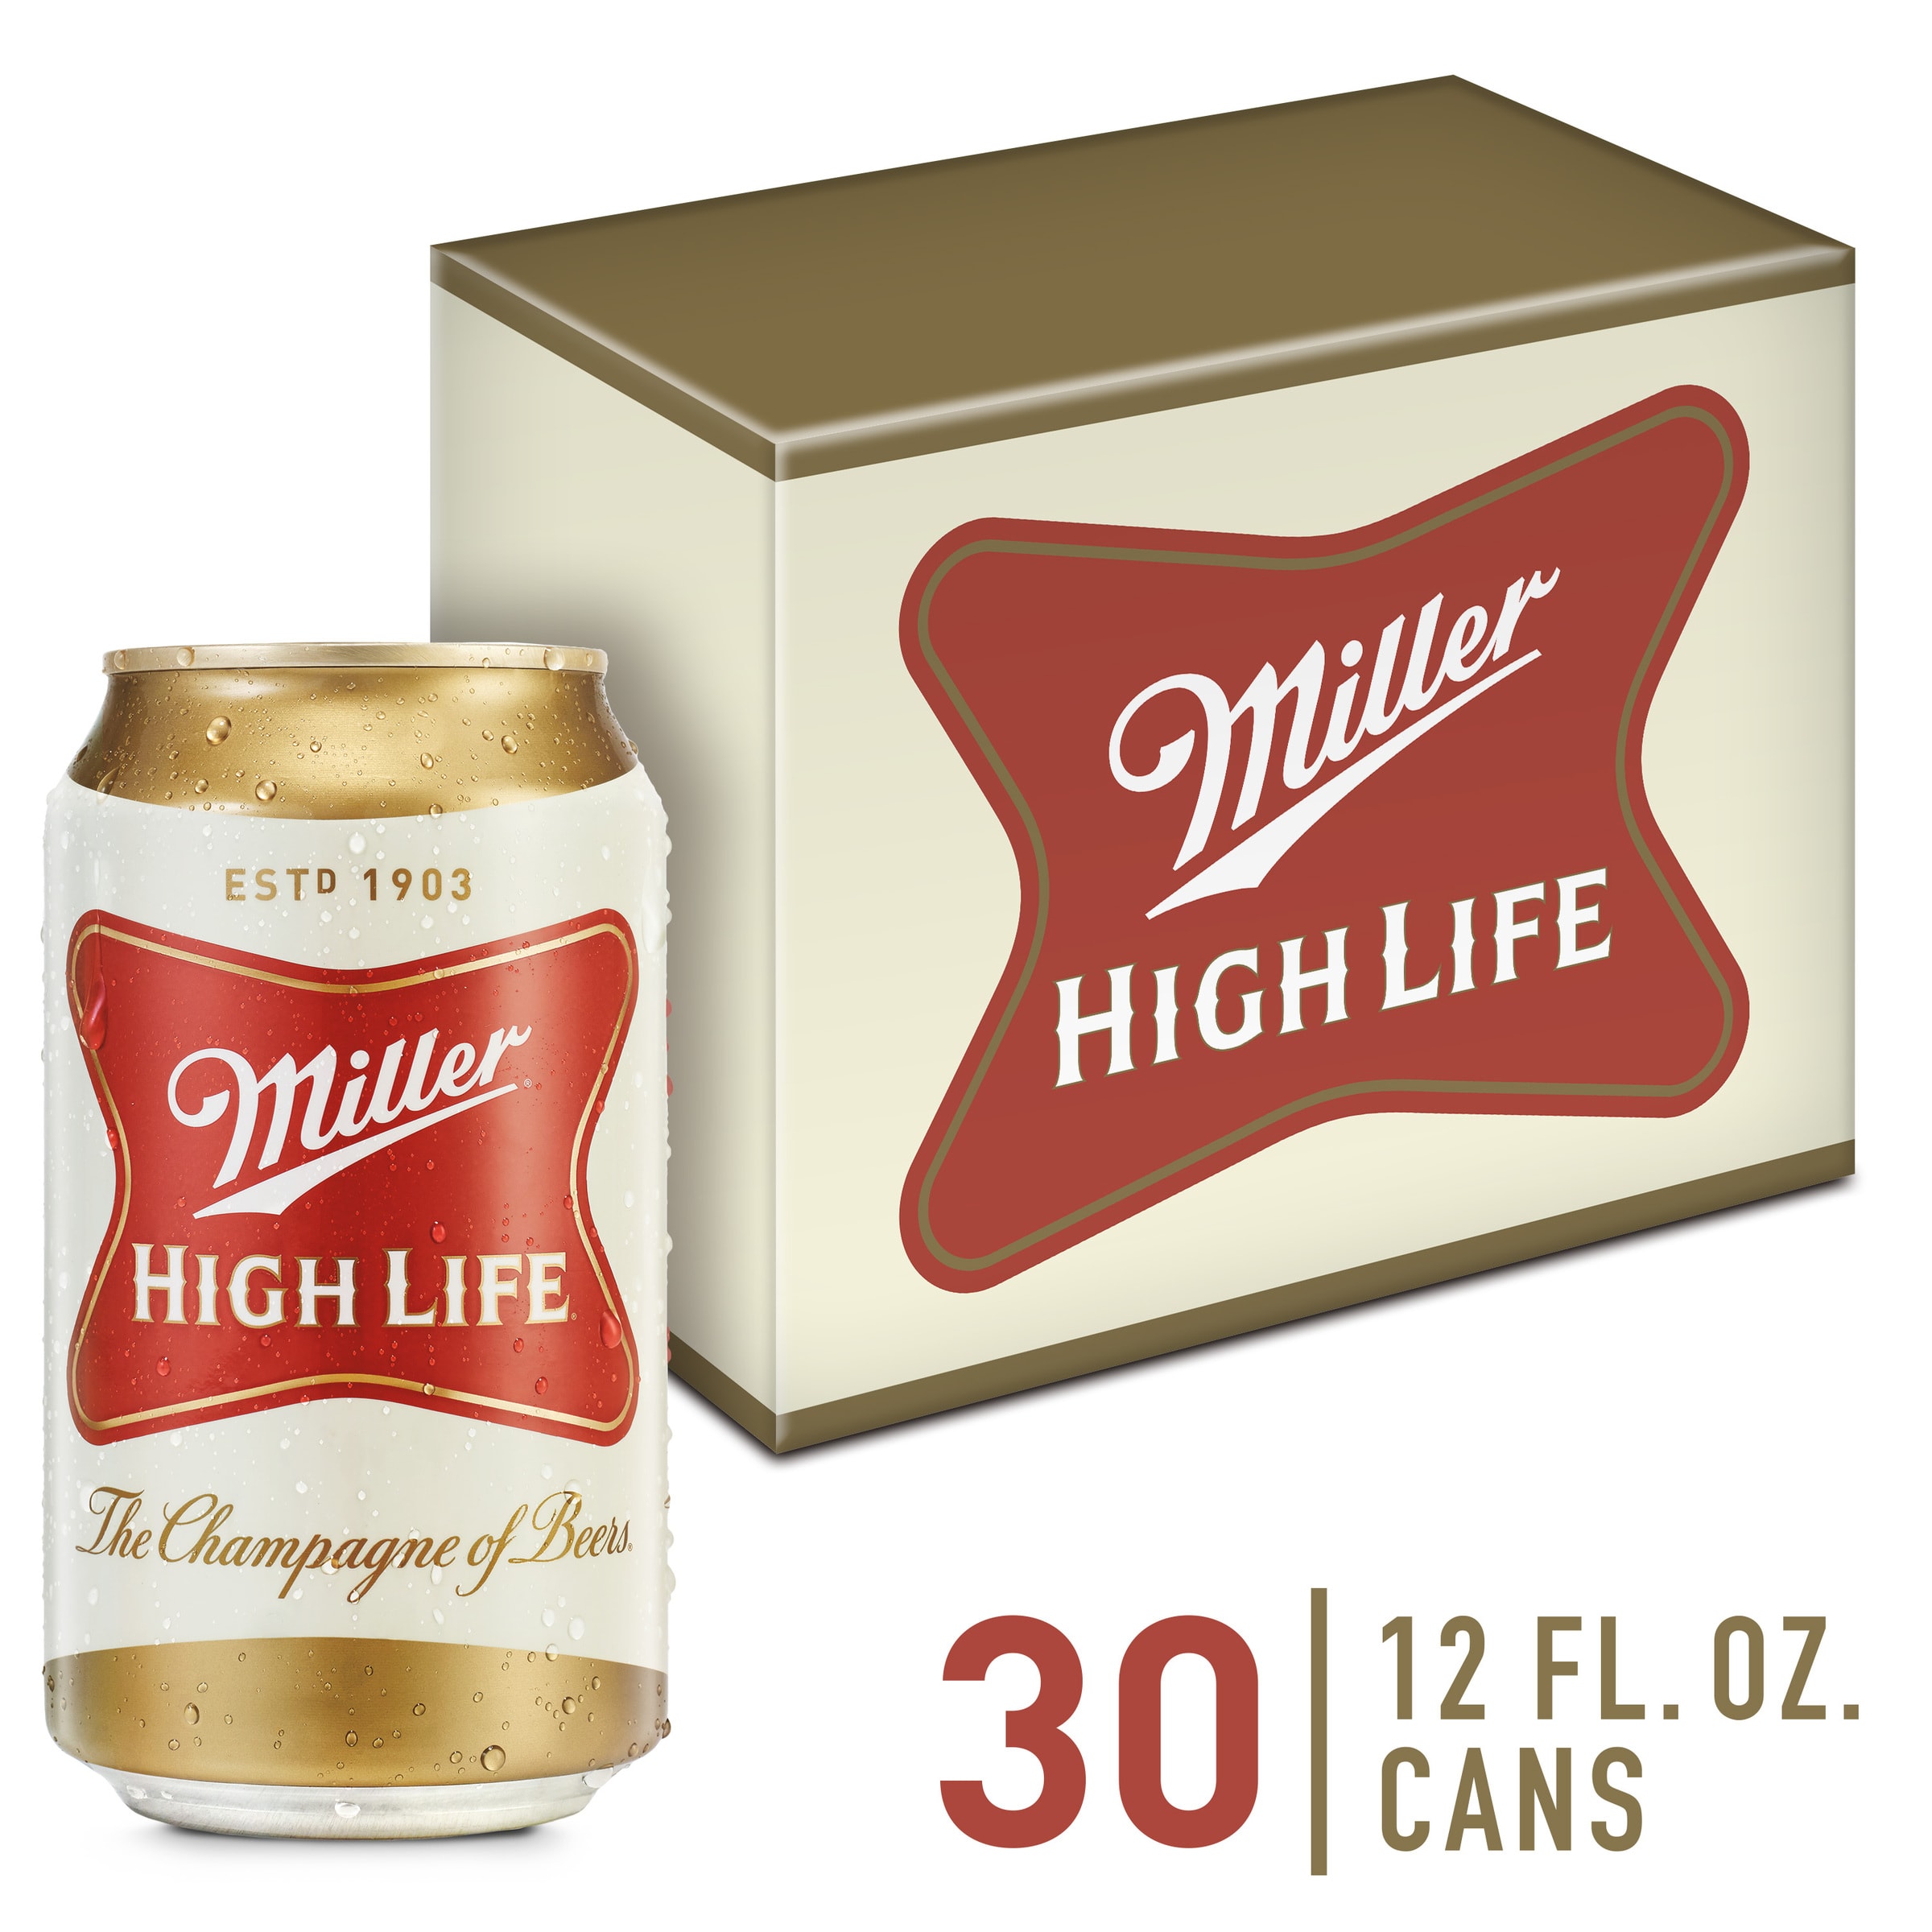 ESTD 1903
Miller®
HIGH LIFE®
The Champagne of Beers®
Miller
HIGH LIFE
30
12 FL. OZ.
CANS